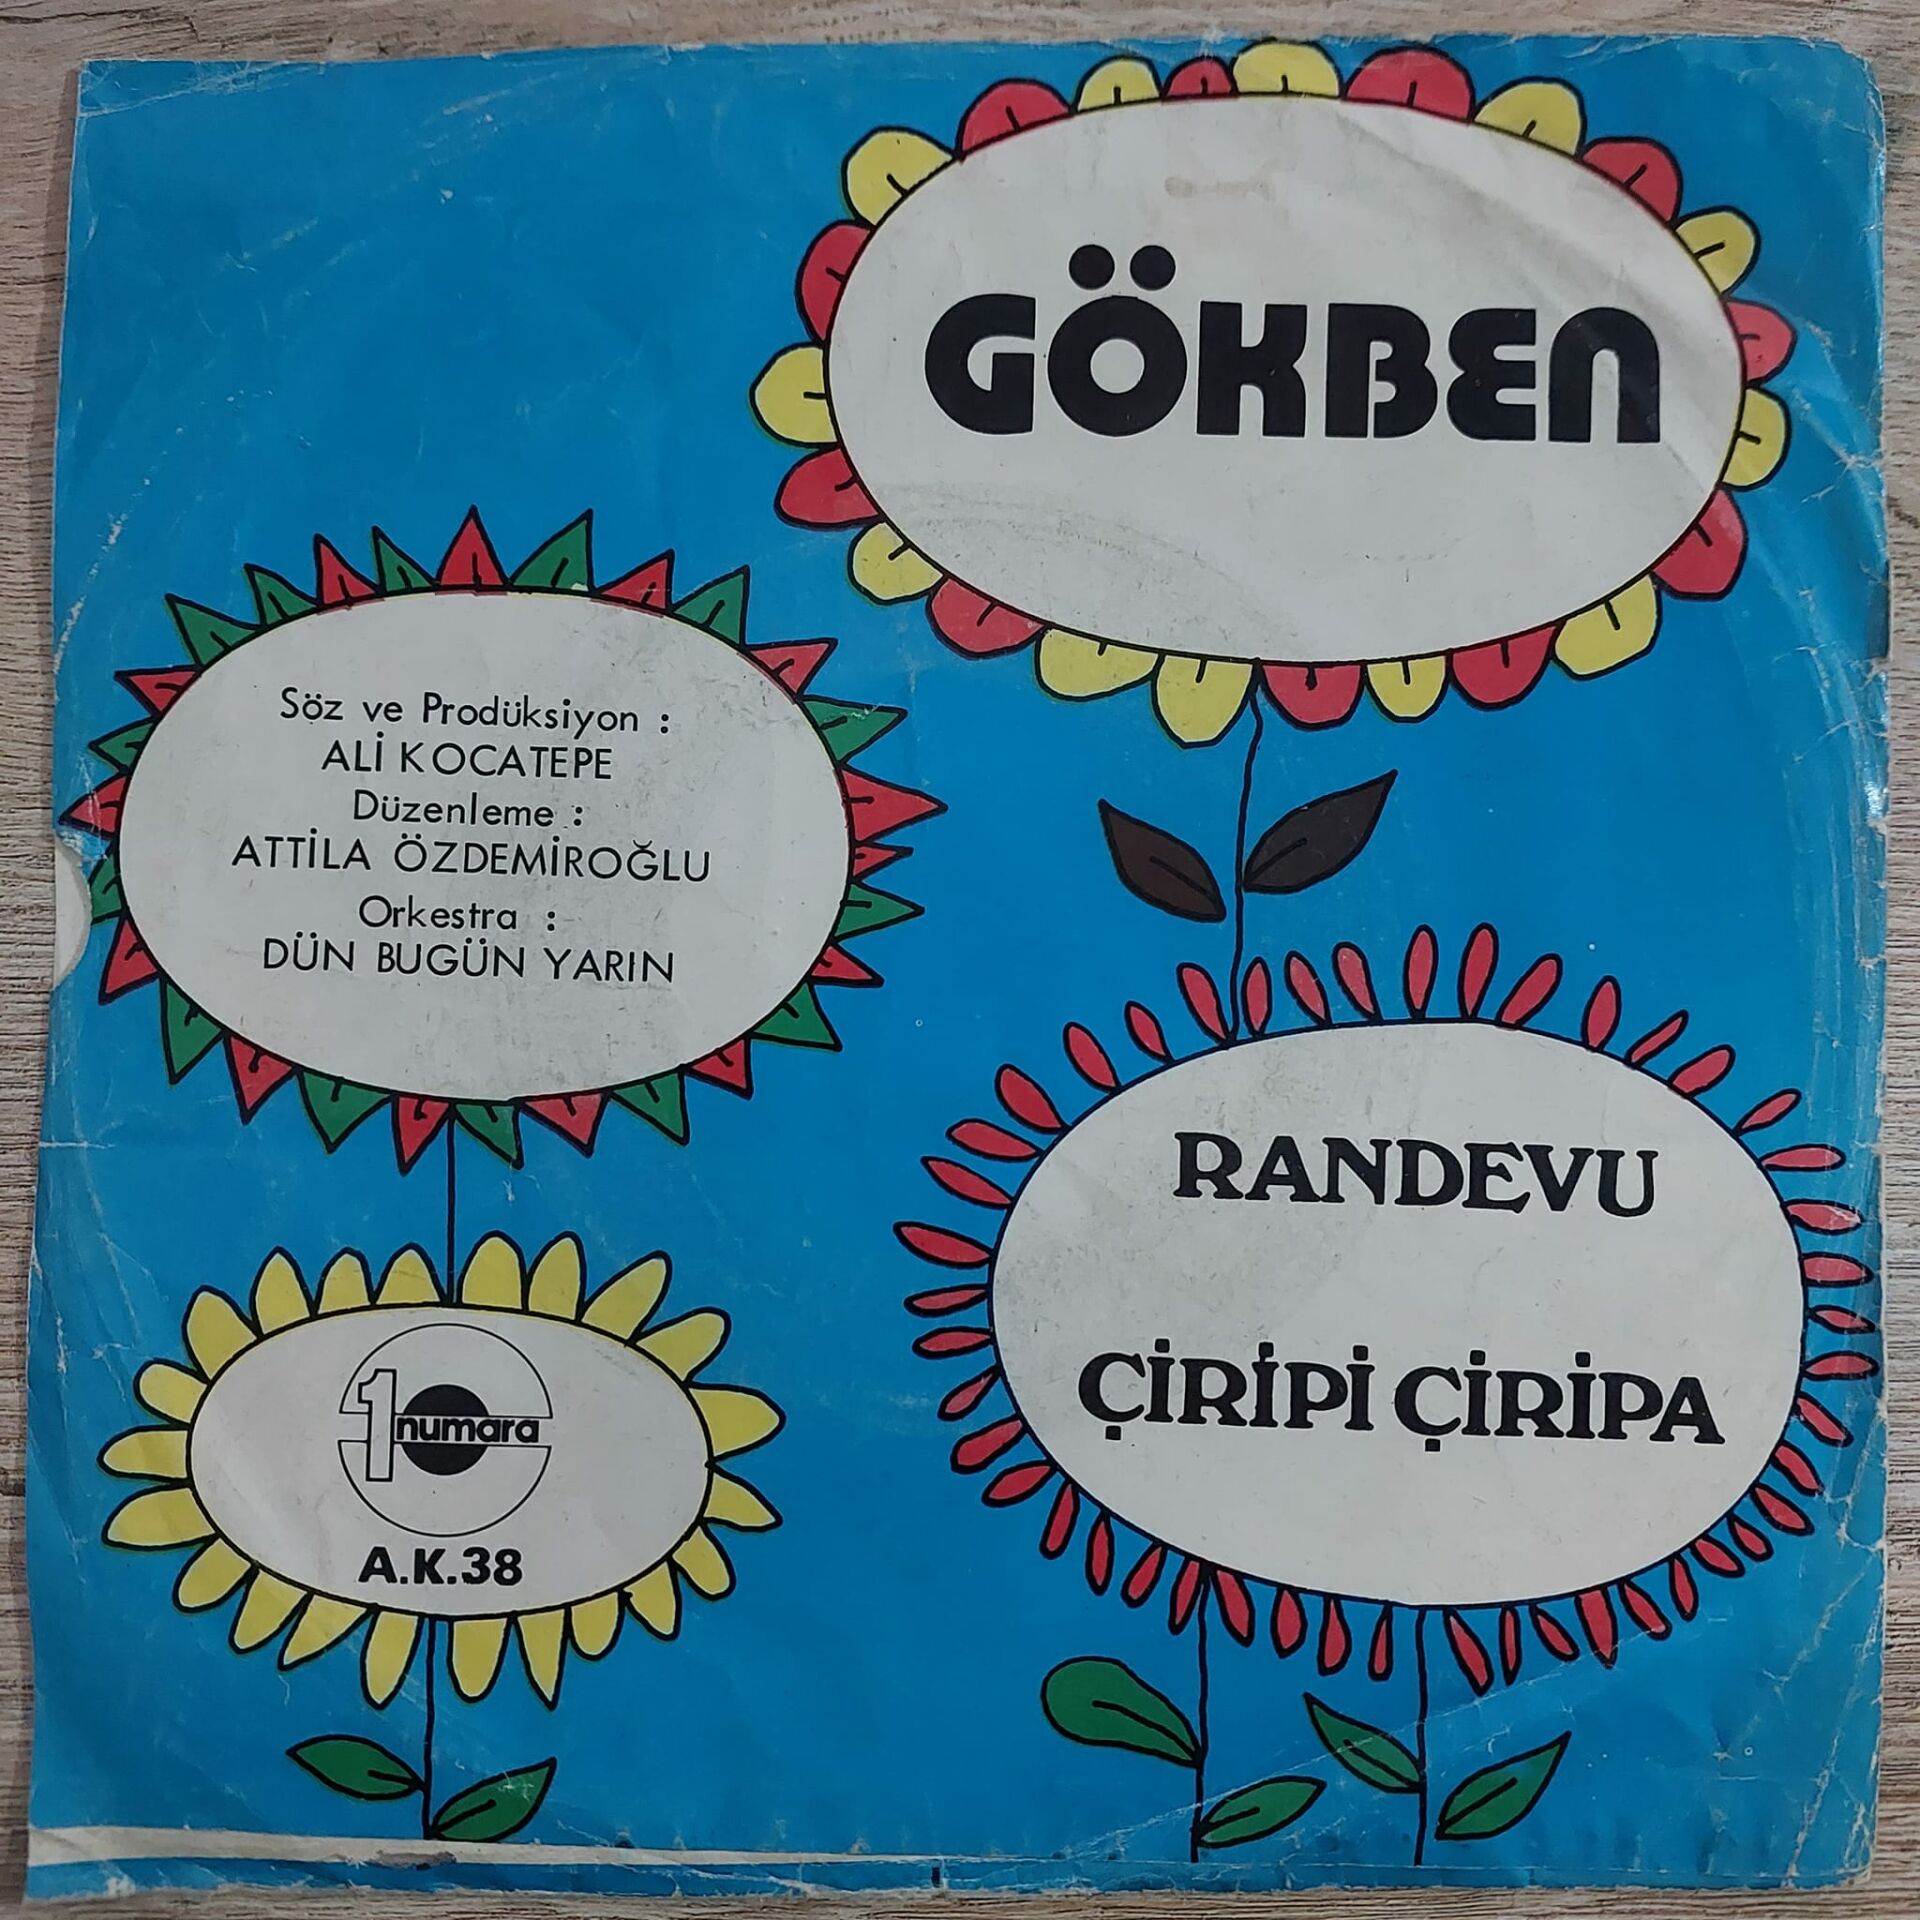 GÖKBEN
Söz ve Prodüksiyon :
ALİ KOCATEPE
Düzenleme :
ATTİLA ÖZDEMİROĞLU
Orkestra :
DÜN BUGÜN YARIN
RANDEVU
ÇİRİPİ ÇİRİPA
1 numara
A.K.38